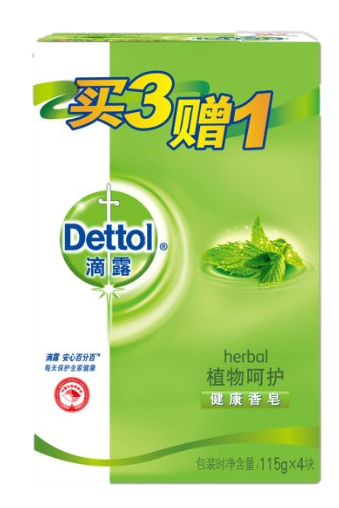 买3赠1
Dettol®
滴露
滴露 安心百分百™
每天保护全家健康
herbal
植物呵护
健康香皂
包装时净含量:115g×4块